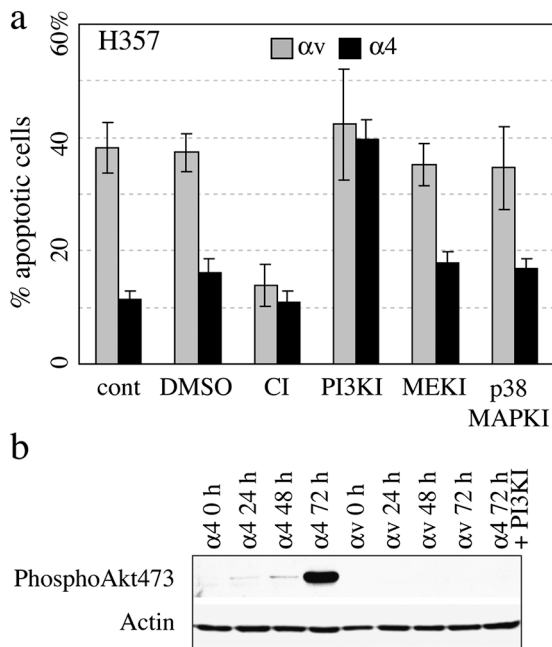 a
H357
αv α4
% apoptotic cells
60%
40
20
0
cont DMSO CI PI3KI MEKI p38
MAPKI
b
α4 0 h
α4 24 h
α4 48 h
α4 72 h
αv 0 h
αv 24 h
αv 48 h
αv 72 h
α4 72 h
+ PI3KI
PhosphoAkt473
Actin